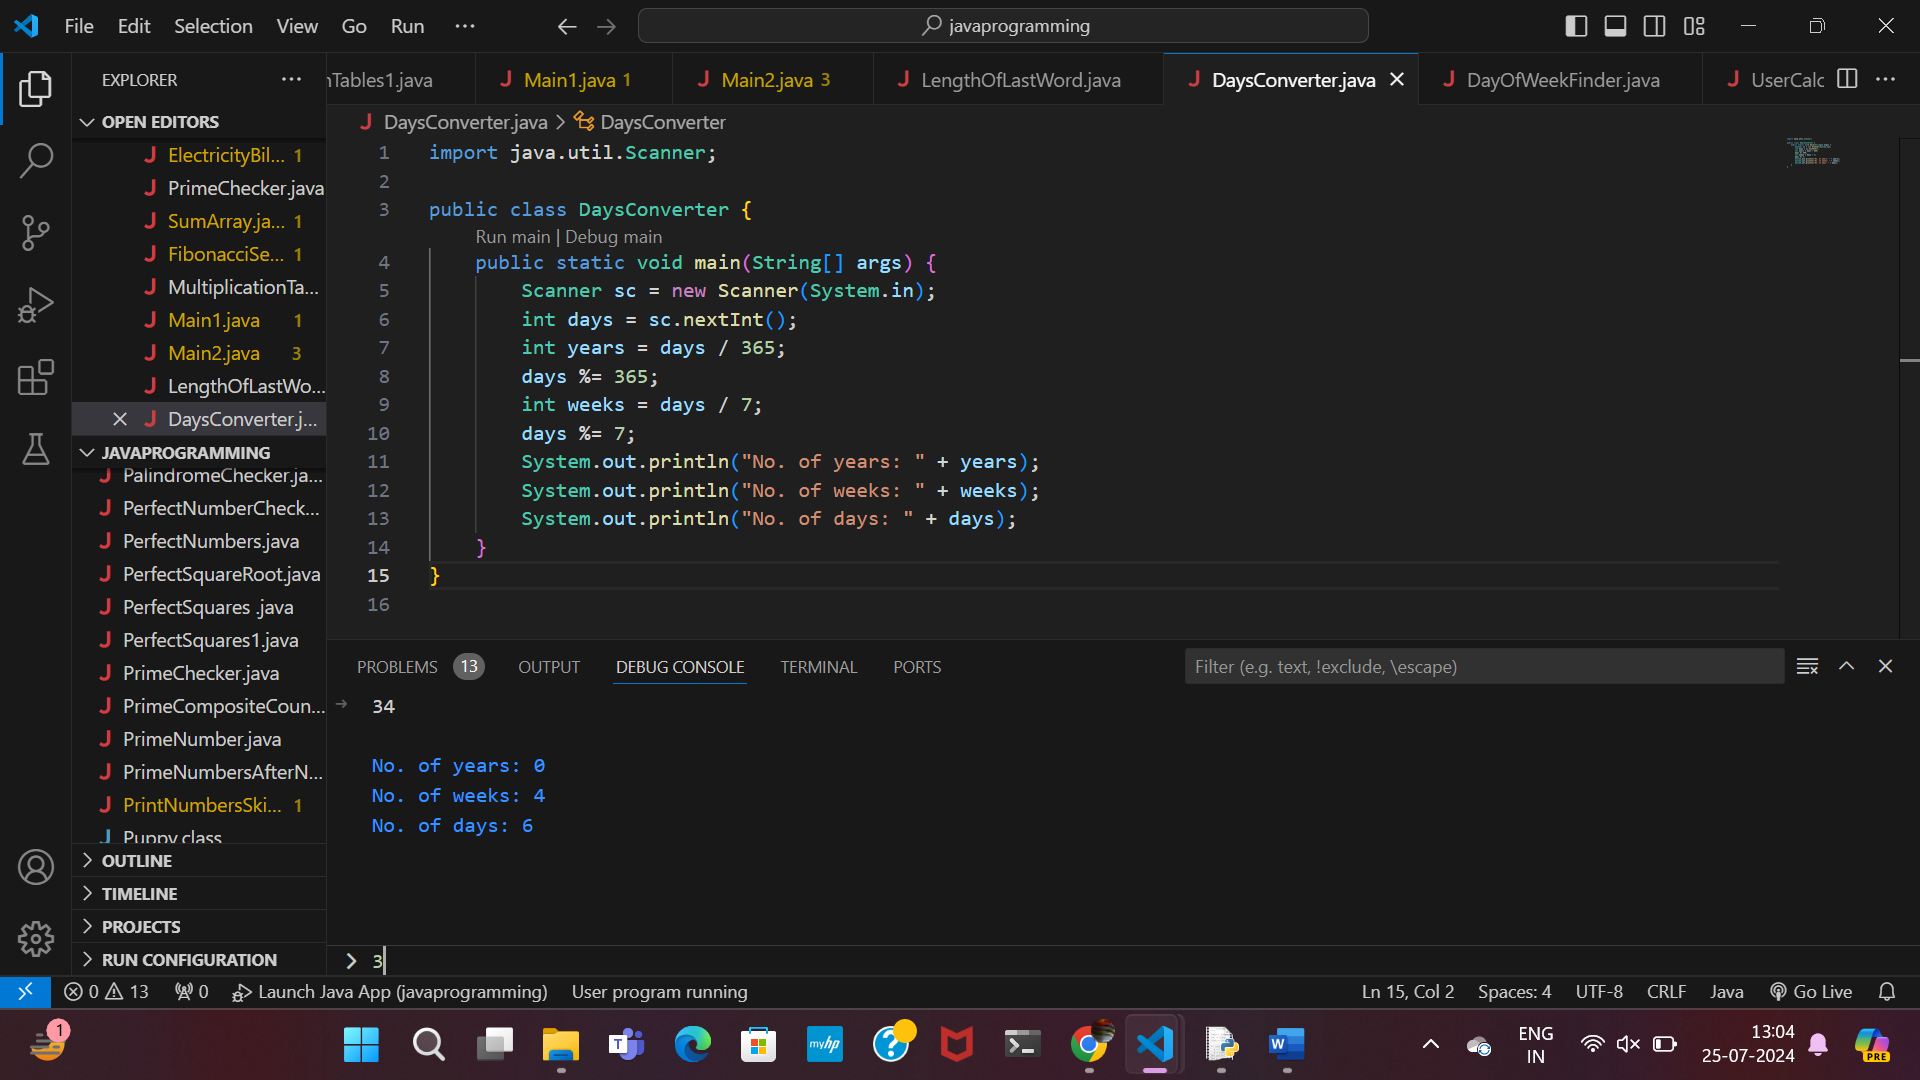 File Edit Selection View Go Run ··· javaprogramming
EXPLORER ···
OPEN EDITORS
ElectricityBil... 1
PrimeChecker.java
SumArray.ja... 1
FibonacciSe... 1
MultiplicationTa...
Main1.java 1
Main2.java 3
LengthOfLastWo...
DaysConverter.j...
JAVAPROGRAMMING
PalindromeChecker.ja...
PerfectNumberCheck...
PerfectNumbers.java
PerfectSquareRoot.java
PerfectSquares .java
PerfectSquares1.java
PrimeChecker.java
PrimeCompositeCoun...
PrimeNumber.java
PrimeNumbersAfterN...
PrintNumbersSki... 1
Puppy.class
OUTLINE
TIMELINE
PROJECTS
RUN CONFIGURATION
nTables1.java Main1.java 1 Main2.java 3 LengthOfLastWord.java DaysConverter.java DayOfWeekFinder.java UserCalc ···
DaysConverter.java > DaysConverter
1 import java.util.Scanner;
2
3 public class DaysConverter {
Run main | Debug main
4 public static void main(String[] args) {
5 Scanner sc = new Scanner(System.in);
6 int days = sc.nextInt();
7 int years = days / 365;
8 days %= 365;
9 int weeks = days / 7;
10 days %= 7;
11 System.out.println("No. of years: " + years);
12 System.out.println("No. of weeks: " + weeks);
13 System.out.println("No. of days: " + days);
14 }
15 }
16
PROBLEMS 13 OUTPUT DEBUG CONSOLE TERMINAL PORTS Filter (e.g. text, !exclude, \escape)
34
No. of years: 0
No. of weeks: 4
No. of days: 6
> 3
0 13 0 Launch Java App (javaprogramming) User program running Ln 15, Col 2 Spaces: 4 UTF-8 CRLF Java Go Live
1 T myhp ? W ENG IN 13:04 25-07-2024 PRE